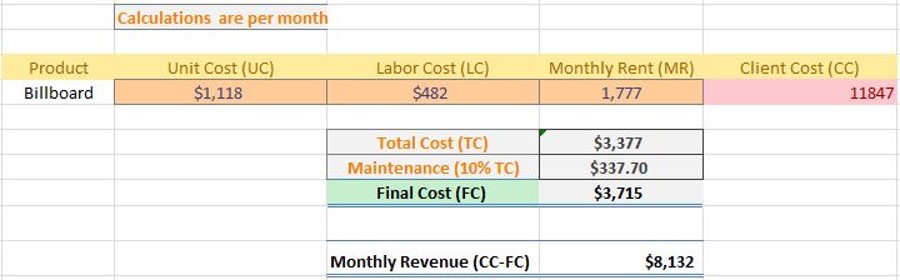 Calculations are per month
Product Unit Cost (UC) Labor Cost (LC) Monthly Rent (MR) Client Cost (CC)
Billboard $1,118 $482 1,777 11847
Total Cost (TC) $3,377
Maintenance (10% TC) $337.70
Final Cost (FC) $3,715
Monthly Revenue (CC-FC) $8,132